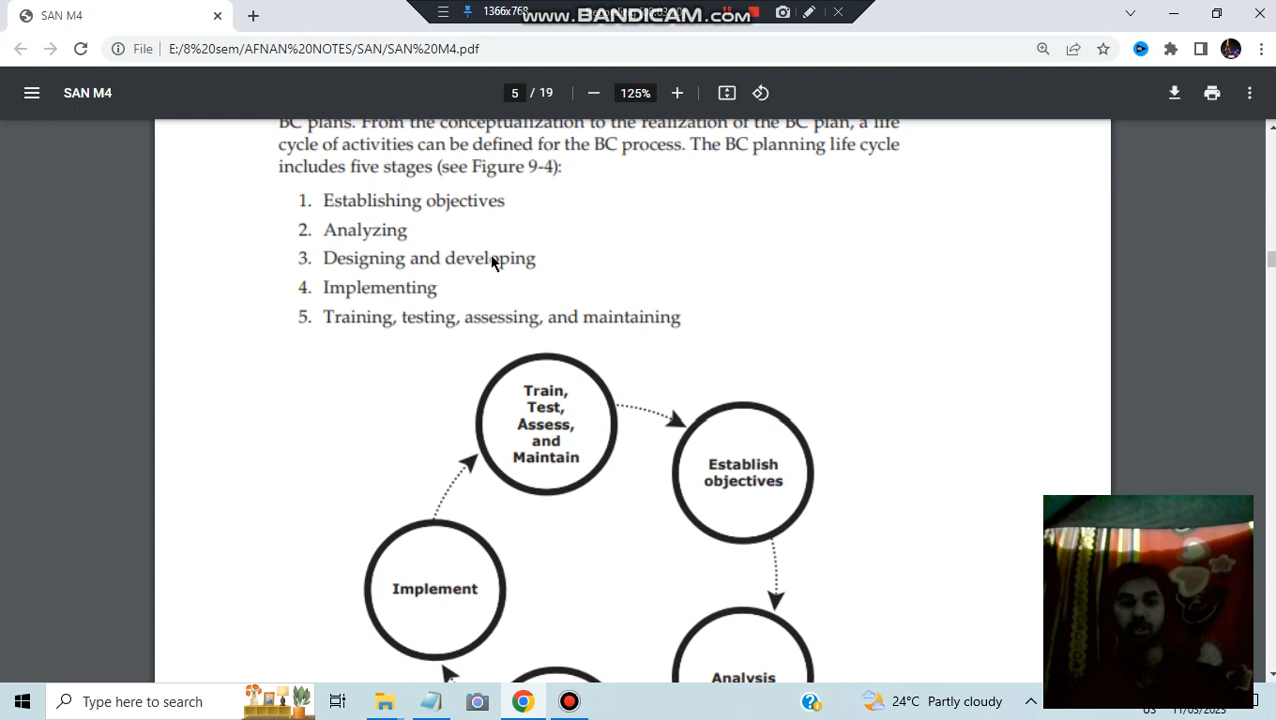 SAN M4
1366x768
www.BANDICAM.com
File
E:/8%20sem/AFNAN%20NOTES/SAN/SAN%20M4.pdf
SAN M4
5 / 19
125%
BC plans. From the conceptualization to the realization of the BC plan, a life
cycle of activities can be defined for the BC process. The BC planning life cycle
includes five stages (see Figure 9-4):
1. Establishing objectives
2. Analyzing
3. Designing and developing
4. Implementing
5. Training, testing, assessing, and maintaining
Train,
Test,
Assess,
and
Maintain
Establish
objectives
Implement
Analysis
Type here to search
24°C Partly cloudy